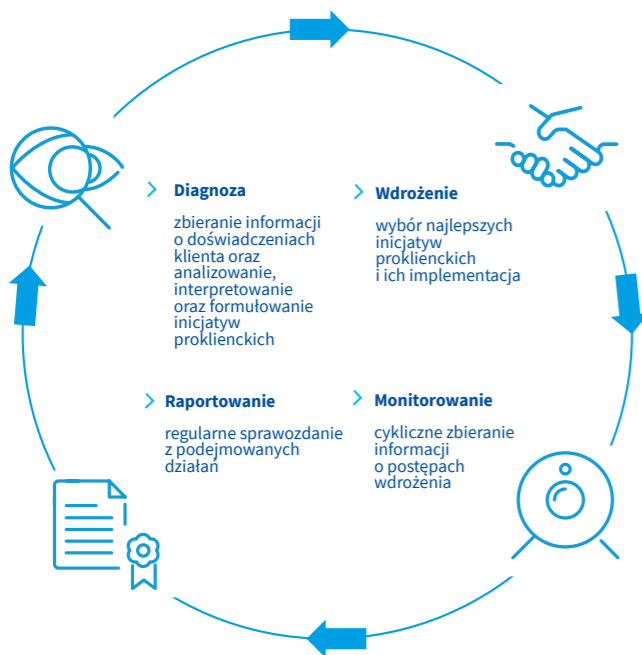 Diagnoza
zbieranie informacji
o doświadczeniach
klienta oraz
analizowanie,
interpretowanie
oraz formułowanie
inicjatyw
proklienckich
Wdrożenie
wybór najlepszych
inicjatyw
proklienckich
i ich implementacja
Raportowanie
regularne sprawozdanie
z podejmowanych
działań
Monitorowanie
cykliczne zbieranie
informacji
o postępach
wdrożenia